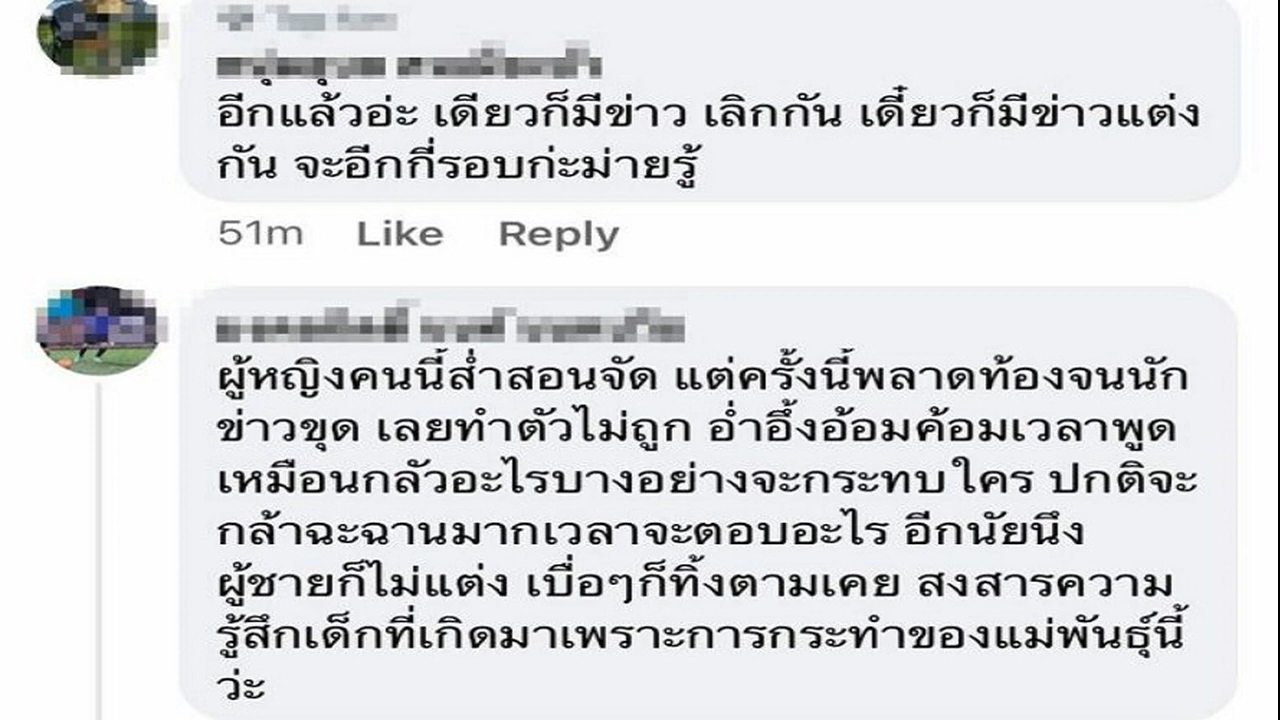 อีกแล้วอ่ะ เดียวก็มีข่าว เลิกกัน เดี๋ยวก็มีข่าวแต่ง
กัน จะอีกกี่รอบก่ะม่ายรู้
51m Like Reply
ผู้หญิงคนนี้ส่ำสอนจัด แต่ครั้งนี้พลาดท้องจนนัก
ข่าวขุด เลยทำตัวไม่ถูก อ่ำอึ้งอ้อมค้อมเวลาพูด
เหมือนกลัวอะไรบางอย่างจะกระทบใคร ปกติจะ
กล้าฉะฉานมากเวลาจะตอบอะไร อีกนัยนึง
ผู้ชายก็ไม่แต่ง เบื่อๆก็ทิ้งตามเคย สงสารความ
รู้สึกเด็กที่เกิดมาเพราะการกระทำของแม่พันธุ์นี้
ว่ะ